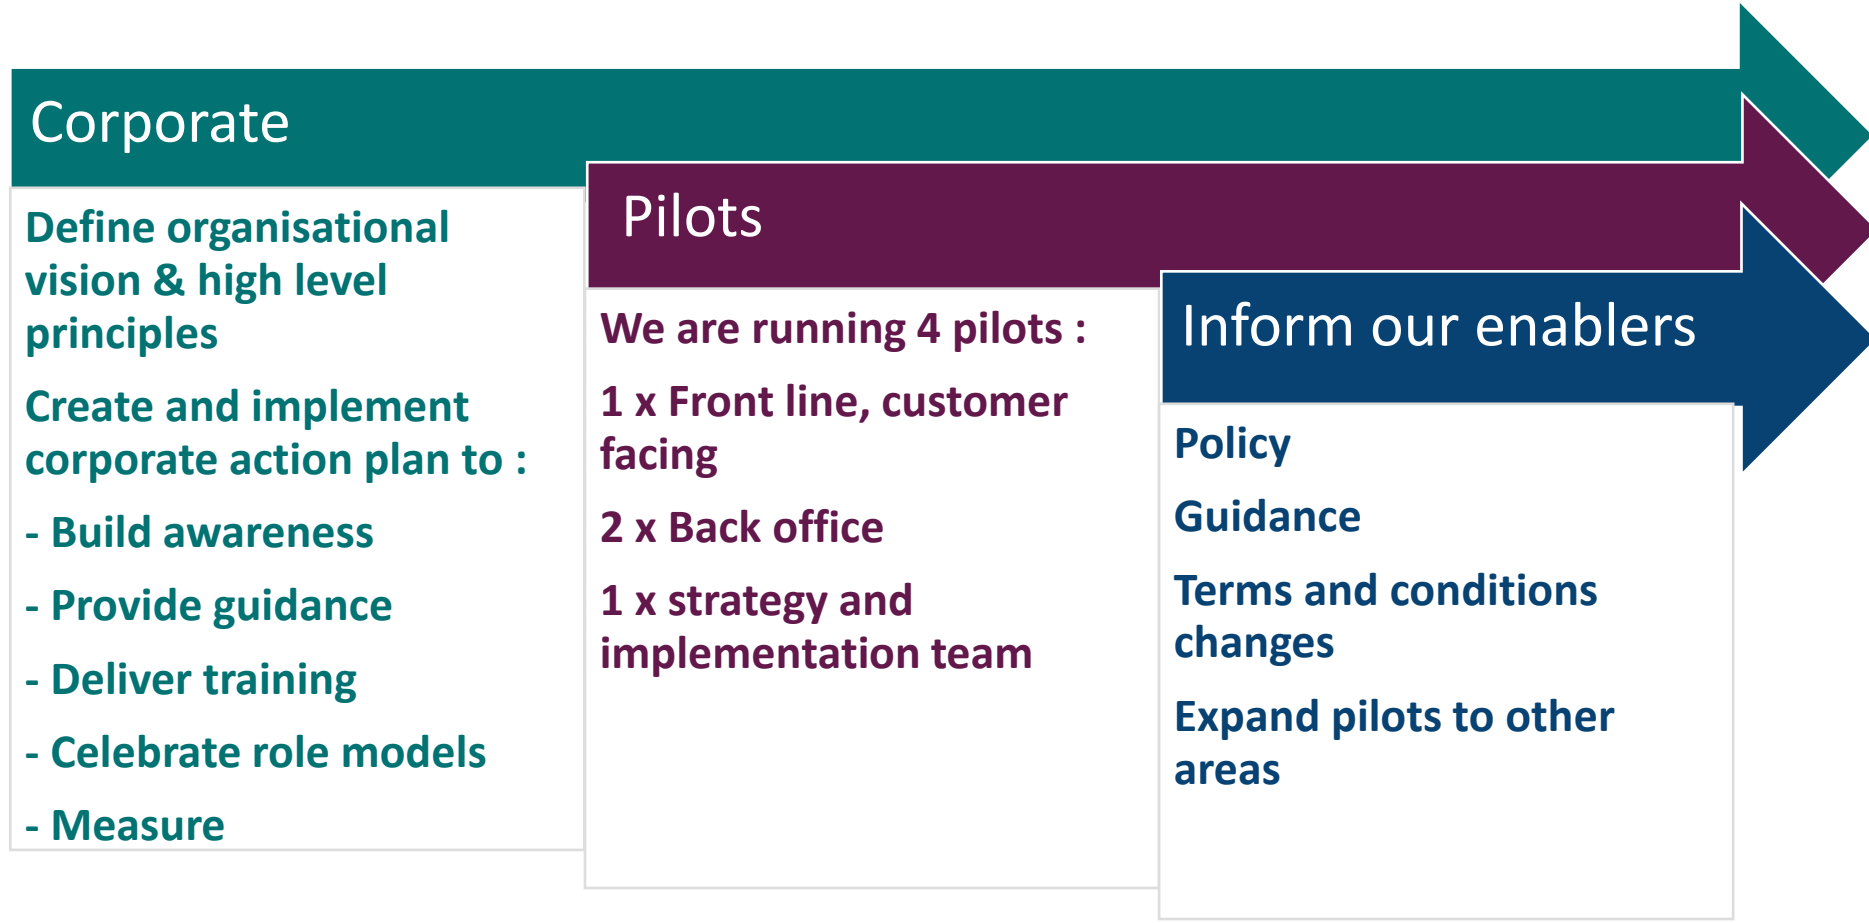 Corporate
Define organisational
vision & high level
principles
Create and implement
corporate action plan to :
- Build awareness
- Provide guidance
- Deliver training
- Celebrate role models
- Measure
Pilots
We are running 4 pilots :
1 x Front line, customer
facing
2 x Back office
1 x strategy and
implementation team
Inform our enablers
Policy
Guidance
Terms and conditions
changes
Expand pilots to other
areas